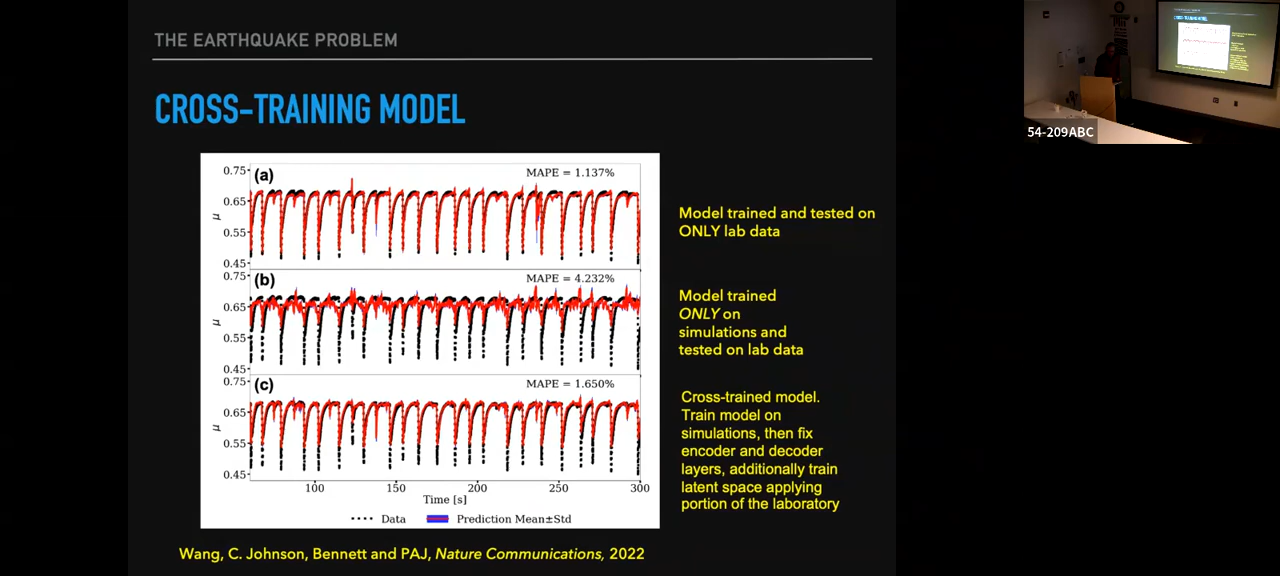 THE EARTHQUAKE PROBLEM
CROSS-TRAINING MODEL
(a)
MAPE = 1.137%
0.75
0.65
0.55
0.45
μ
(b)
MAPE = 4.232%
0.75
0.65
0.55
0.45
μ
(c)
MAPE = 1.650%
0.75
0.65
0.55
0.45
μ
100 150 200 250 300
Time [s]
Data Prediction Mean±Std
Model trained and tested on
ONLY lab data
Model trained
ONLY on
simulations and
tested on lab data
Cross-trained model.
Train model on
simulations, then fix
encoder and decoder
layers, additionally train
latent space applying
portion of the laboratory
Wang, C. Johnson, Bennett and PAJ, Nature Communications, 2022
CROSS-TRAINING MODEL
54-209ABC